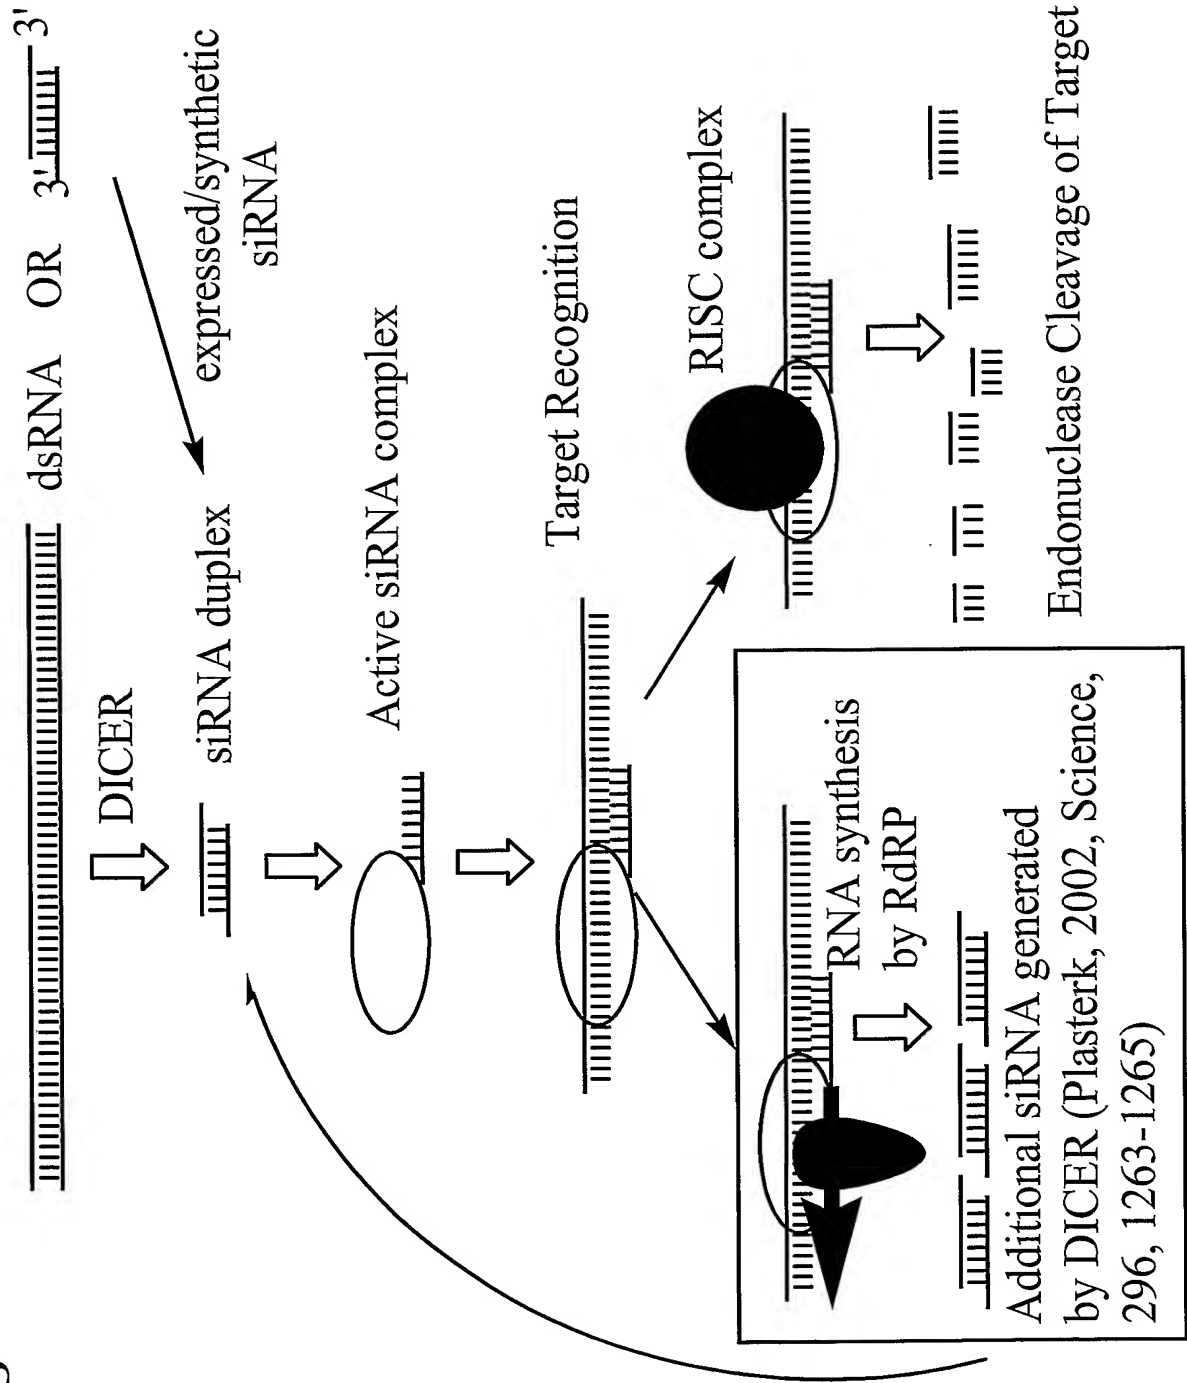 dsRNA OR 3' 3'
DICER
siRNA duplex
expressed/synthetic
siRNA
Active siRNA complex
Target Recognition
RISC complex
Endonuclease Cleavage of Target
RNA synthesis
by RdRP
Additional siRNA generated
by DICER (Plasterk, 2002, Science,
296, 1263-1265)